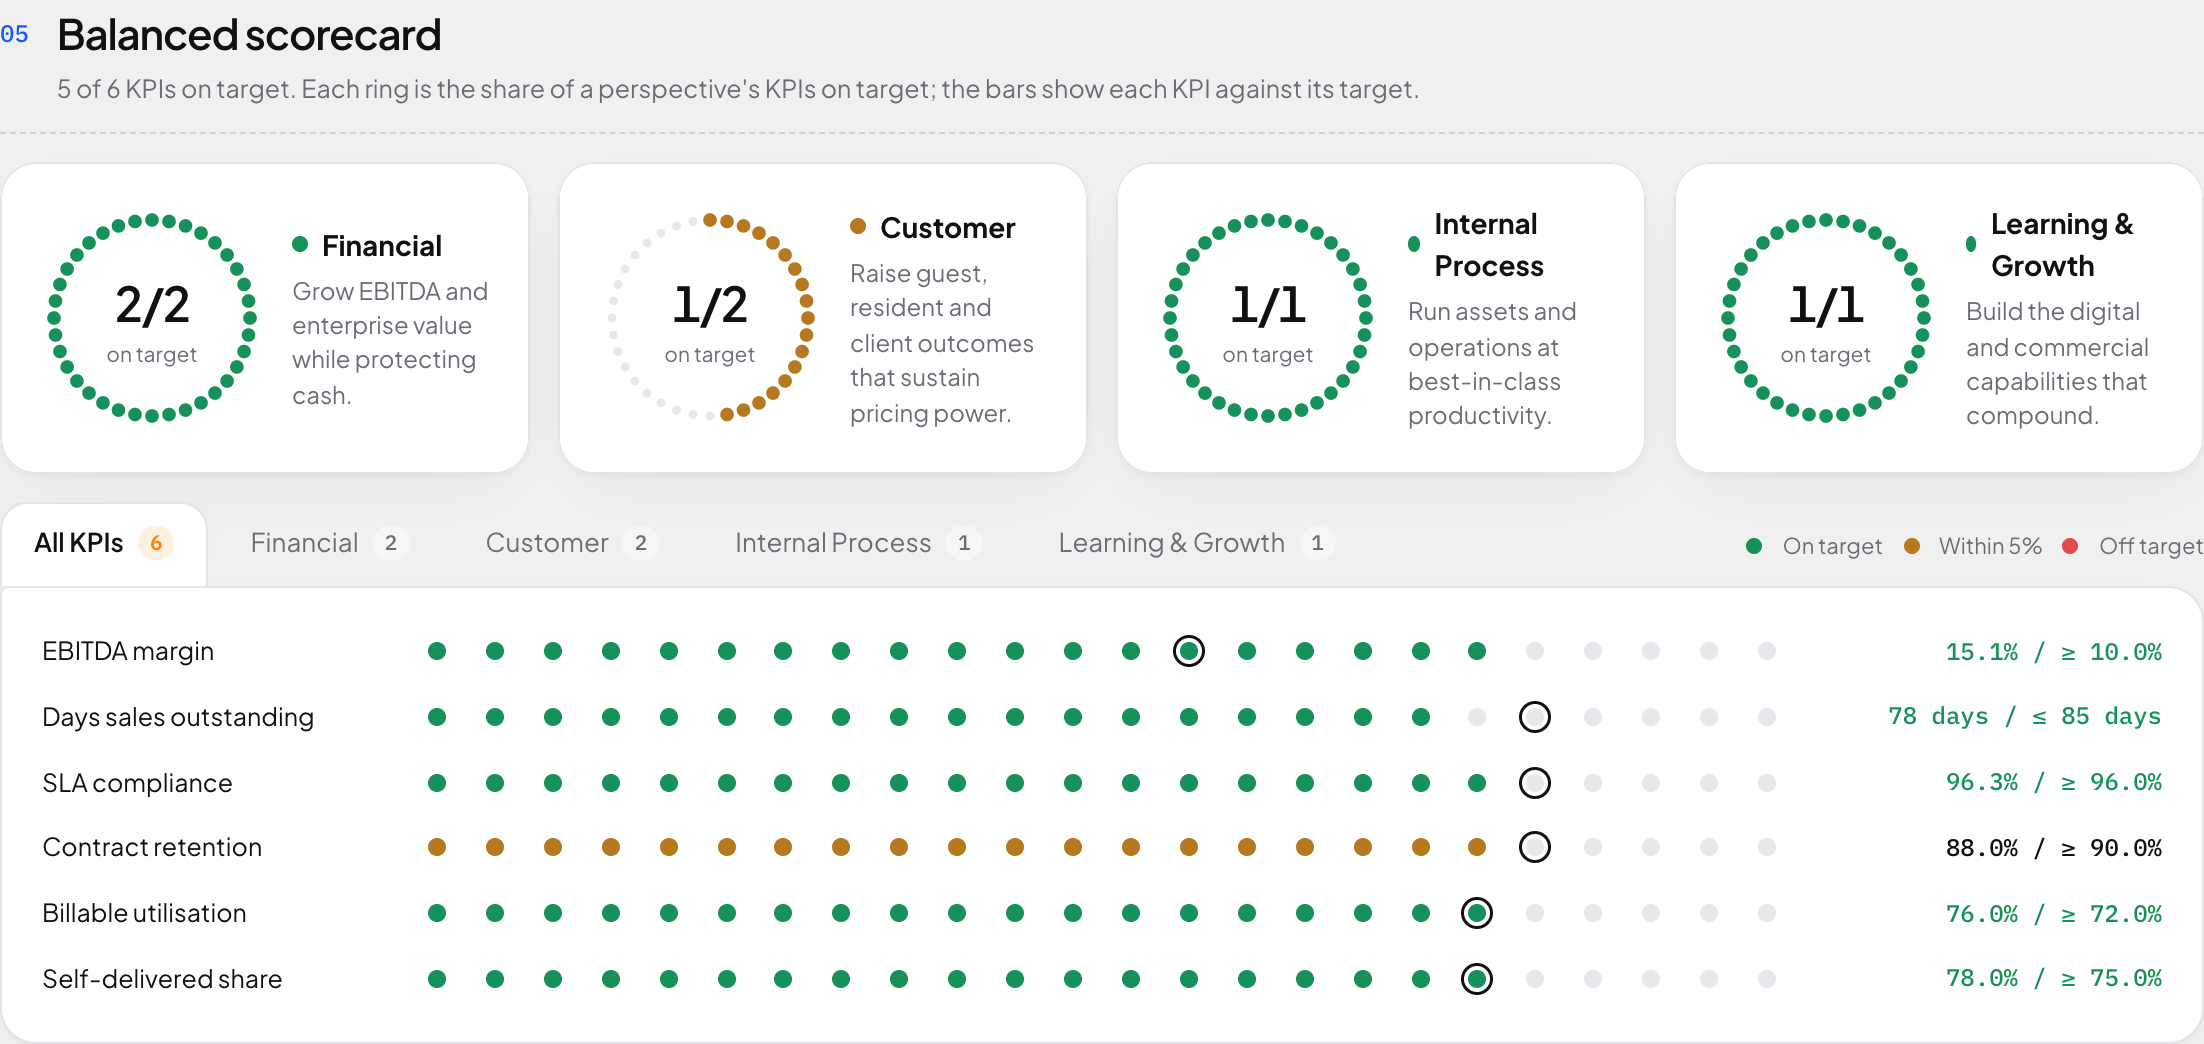 05
Balanced scorecard
5 of 6 KPIs on target. Each ring is the share of a perspective's KPIs on target; the bars show each KPI against its target.
2/2
on target
Financial
Grow EBITDA and
enterprise value
while protecting
cash.
1/2
on target
Customer
Raise guest,
resident and
client outcomes
that sustain
pricing power.
1/1
on target
Internal
Process
Run assets and
operations at
best-in-class
productivity.
1/1
on target
Learning &
Growth
Build the digital
and commercial
capabilities that
compound.
All KPIs 6 Financial 2 Customer 2 Internal Process 1 Learning & Growth 1 On target Within 5% Off target
EBITDA margin 15.1% / ≥ 10.0%
Days sales outstanding 78 days / ≤ 85 days
SLA compliance 96.3% / ≥ 96.0%
Contract retention 88.0% / ≥ 90.0%
Billable utilisation 76.0% / ≥ 72.0%
Self-delivered share 78.0% / ≥ 75.0%